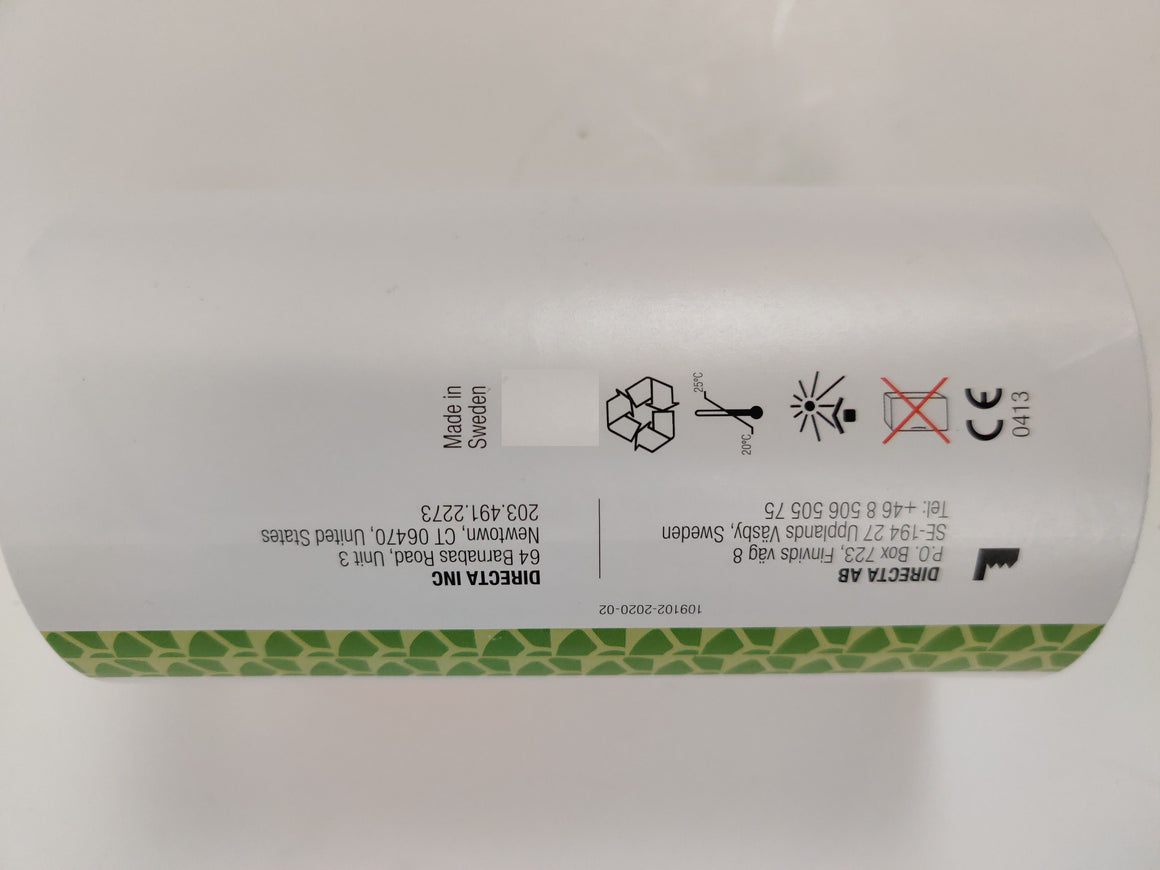 109102-2020-02
DIRECTA AB
P.O. Box 723, Finvids väg 8
SE-194 27 Upplands Väsby, Sweden
Tel: +46 8 506 505 75
DIRECTA INC
64 Barnabas Road, Unit 3
Newtown, CT 06470, United States
203.491.2273
CE
0413
20°C
25°C
Made in
Sweden